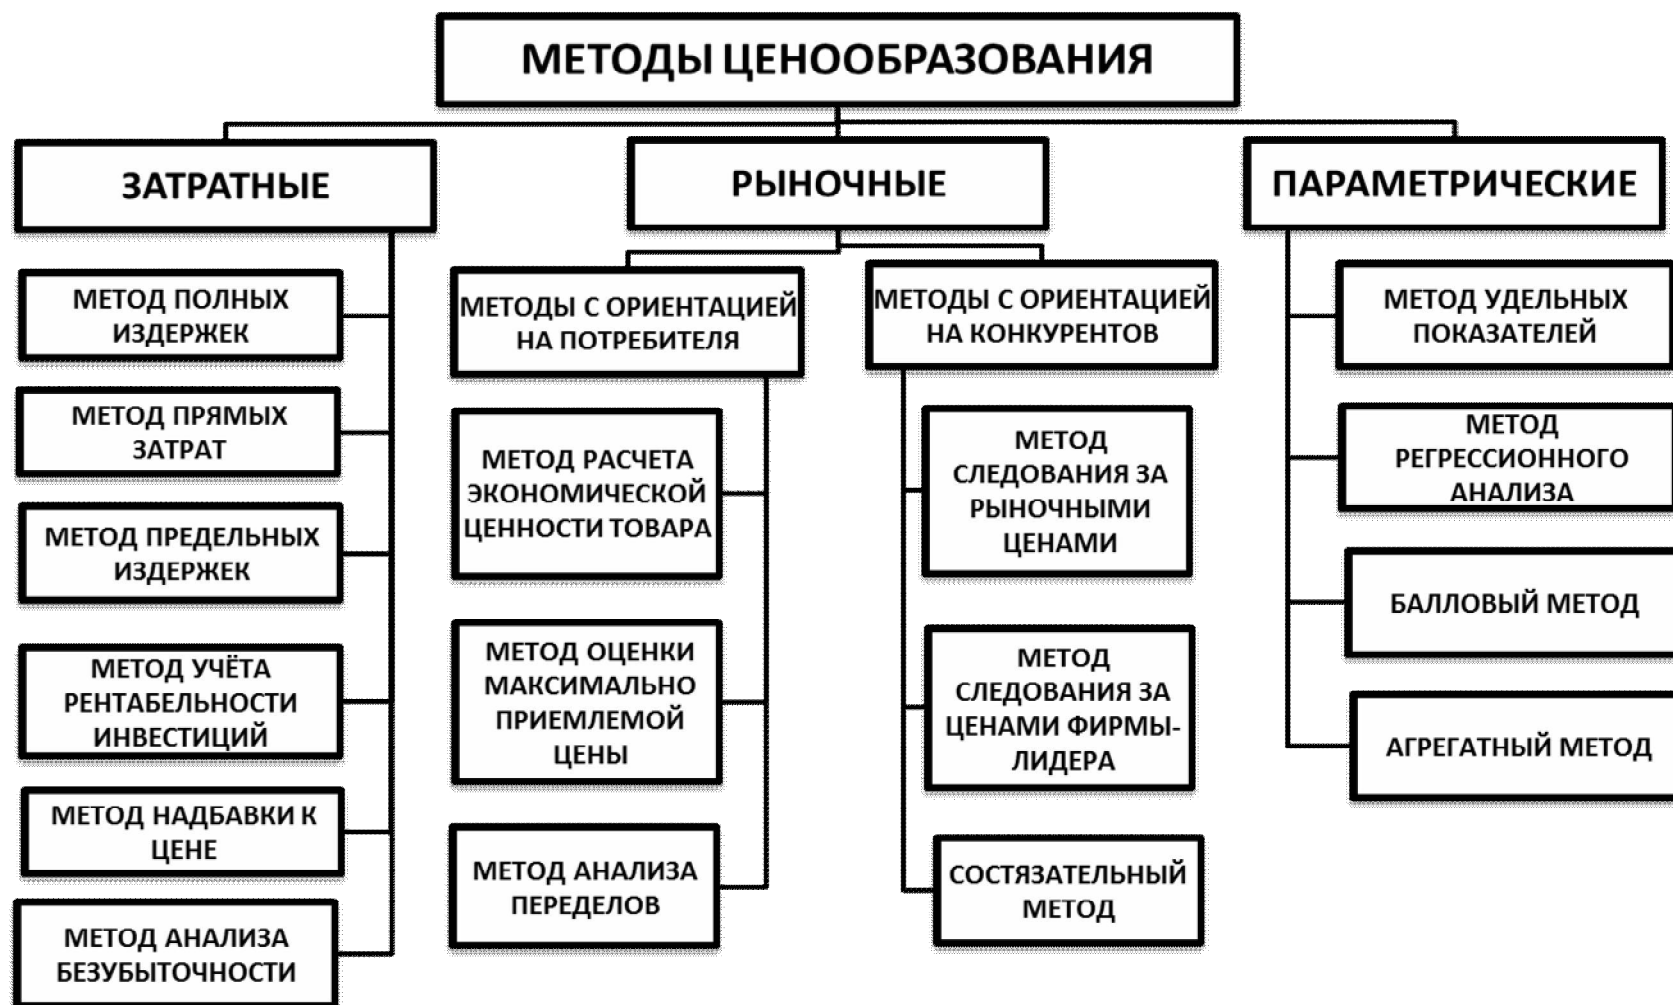 МЕТОДЫ ЦЕНООБРАЗОВАНИЯ
ЗАТРАТНЫЕ
МЕТОД ПОЛНЫХ
ИЗДЕРЖЕК
МЕТОД ПРЯМЫХ
ЗАТРАТ
МЕТОД ПРЕДЕЛЬНЫХ
ИЗДЕРЖЕК
МЕТОД УЧЁТА
РЕНТАБЕЛЬНОСТИ
ИНВЕСТИЦИЙ
МЕТОД НАДБАВКИ К
ЦЕНЕ
МЕТОД АНАЛИЗА
БЕЗУБЫТОЧНОСТИ
РЫНОЧНЫЕ
МЕТОДЫ С ОРИЕНТАЦИЕЙ
НА ПОТРЕБИТЕЛЯ
МЕТОД РАСЧЕТА
ЭКОНОМИЧЕСКОЙ
ЦЕННОСТИ ТОВАРА
МЕТОД ОЦЕНКИ
МАКСИМАЛЬНО
ПРИЕМЛЕМОЙ
ЦЕНЫ
МЕТОД АНАЛИЗА
ПЕРЕДЕЛОВ
МЕТОДЫ С ОРИЕНТАЦИЕЙ
НА КОНКУРЕНТОВ
МЕТОД
СЛЕДОВАНИЯ ЗА
РЫНОЧНЫМИ
ЦЕНАМИ
МЕТОД
СЛЕДОВАНИЯ ЗА
ЦЕНАМИ ФИРМЫ-
ЛИДЕРА
СОСТЯЗАТЕЛЬНЫЙ
МЕТОД
ПАРАМЕТРИЧЕСКИЕ
МЕТОД УДЕЛЬНЫХ
ПОКАЗАТЕЛЕЙ
МЕТОД
РЕГРЕССИОННОГО
АНАЛИЗА
БАЛЛОВЫЙ МЕТОД
АГРЕГАТНЫЙ МЕТОД